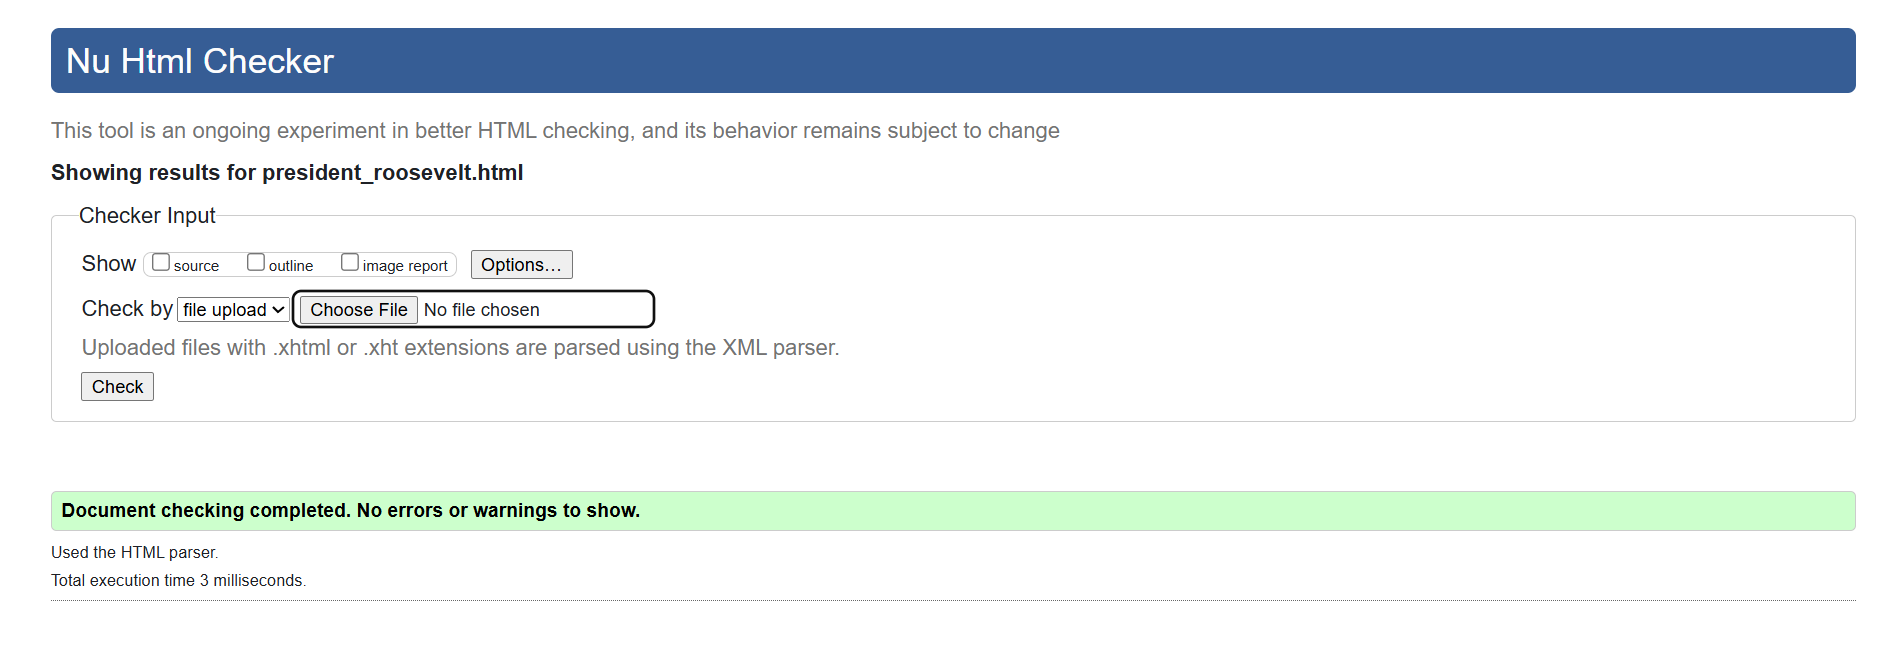 Nu Html Checker
This tool is an ongoing experiment in better HTML checking, and its behavior remains subject to change
Showing results for president_roosevelt.html
Checker Input
Show source outline image report Options...
Check by file upload Choose File No file chosen
Uploaded files with .xhtml or .xht extensions are parsed using the XML parser.
Check
Document checking completed. No errors or warnings to show.
Used the HTML parser.
Total execution time 3 milliseconds.